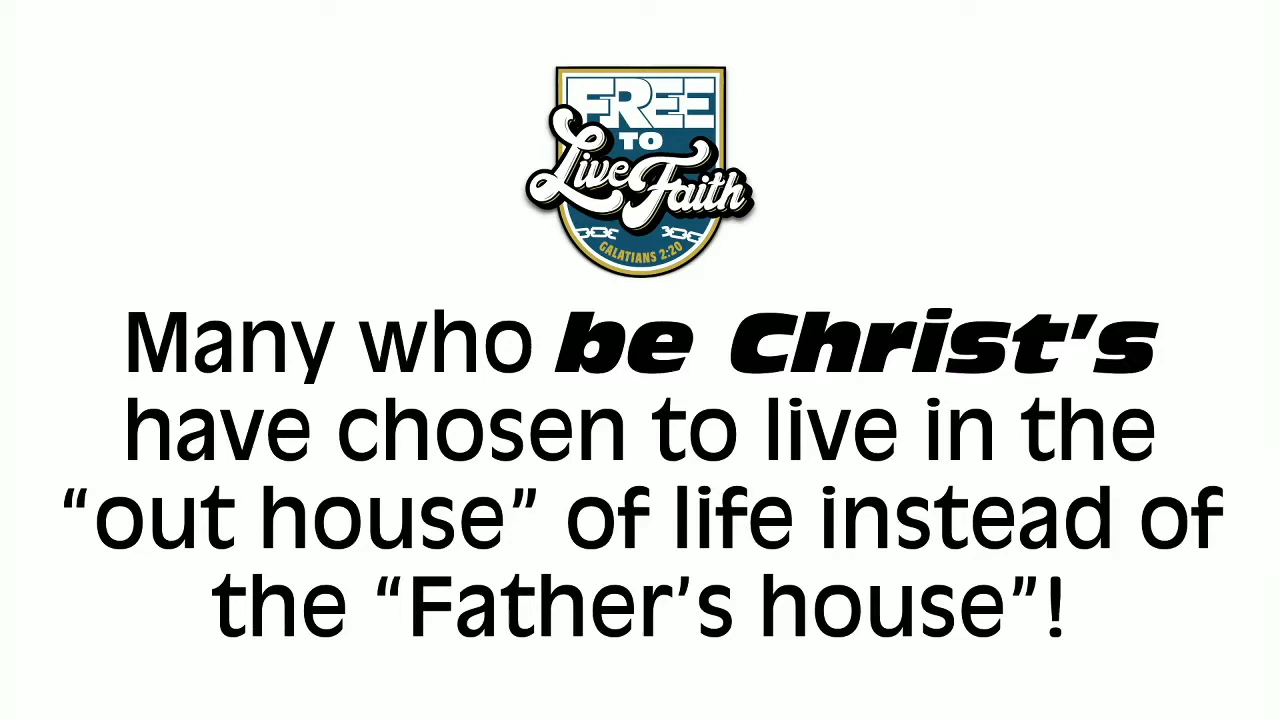 FREE
TO
Live Faith
GALATIANS 2:20
Many who be Christ’s
have chosen to live in the
“out house” of life instead of
the “Father’s house”!